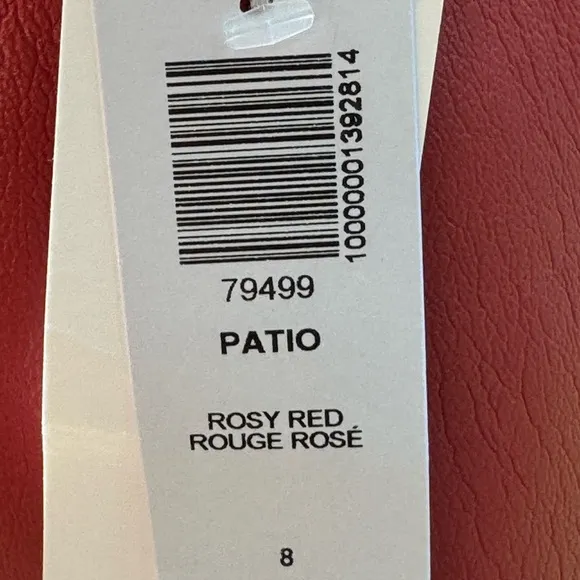 10000001392814
79499
PATIO
ROSY RED
ROUGE ROSÉ
8